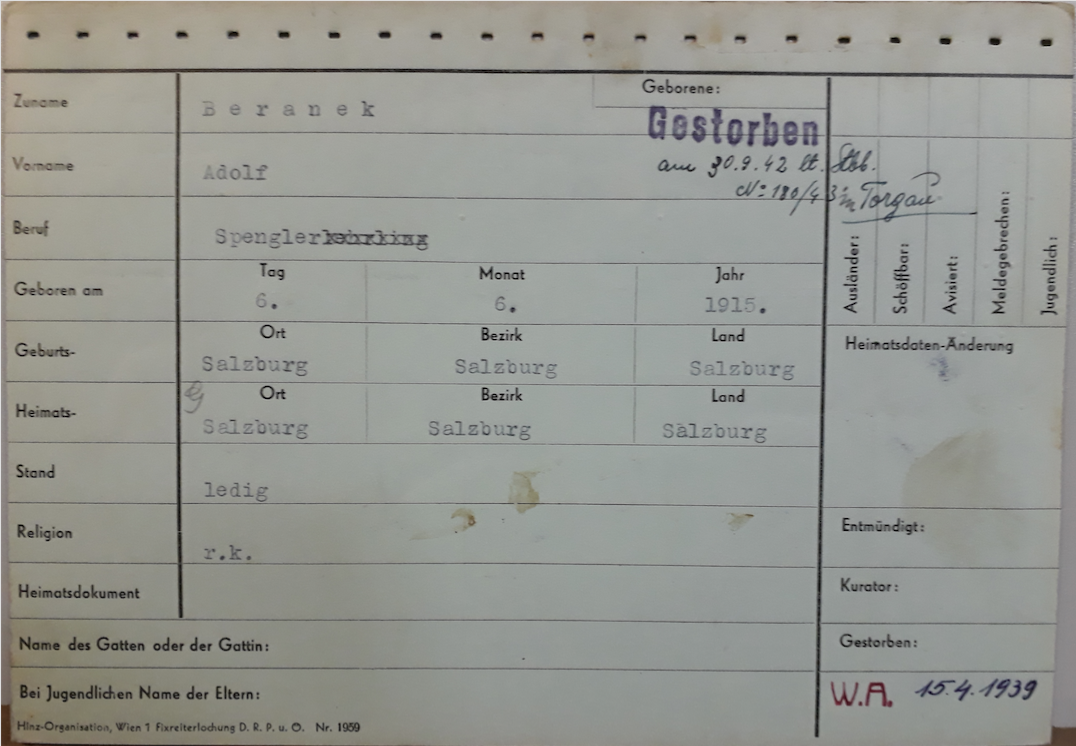 Zuname Beranek Geborene:
Gestorben
Vorname Adolf am 30.9.42 lt. Stb.
Nº 180/43 in Torgau.
Beruf Spengler
Ausländer: Schöffbar: Avisiert: Meldegebrechen: Jugendlich:
Tag Monat Jahr
Geboren am 6. 6. 1915.
Ort Bezirk Land
Geburts- Salzburg Salzburg Salzburg
Heimatsdaten-Änderung
Ort Bezirk Land
Heimats- Salzburg Salzburg Salzburg
Stand ledig
Religion r.k.
Entmündigt:
Heimatsdokument
Kurator:
Name des Gatten oder der Gattin:
Gestorben:
Bei Jugendlichen Name der Eltern:
W.A. 15.4.1939
Hinz-Organisation, Wien 1 Fixreiterlochung D. R. P. u. O. Nr. 1959